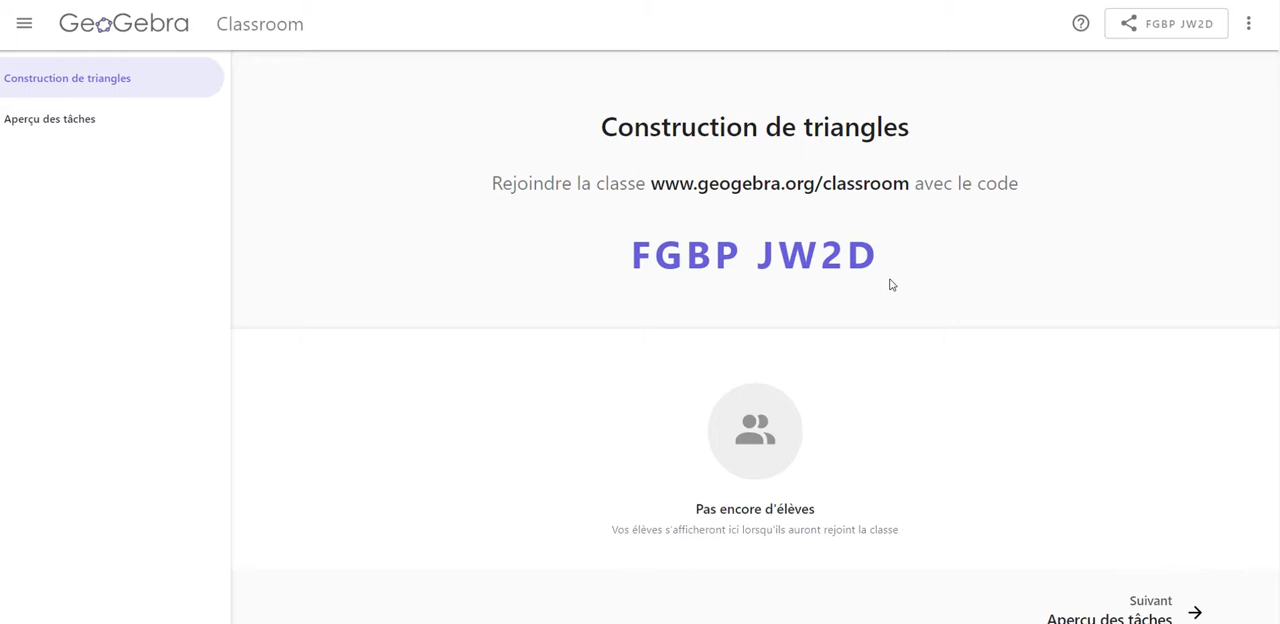 GeoGebra Classroom
FGBP JW2D
Construction de triangles
Aperçu des tâches
Construction de triangles
Rejoindre la classe www.geogebra.org/classroom avec le code
FGBP JW2D
Pas encore d'élèves
Vos élèves s'afficheront ici lorsqu'ils auront rejoint la classe
Suivant
Aperçu des tâches